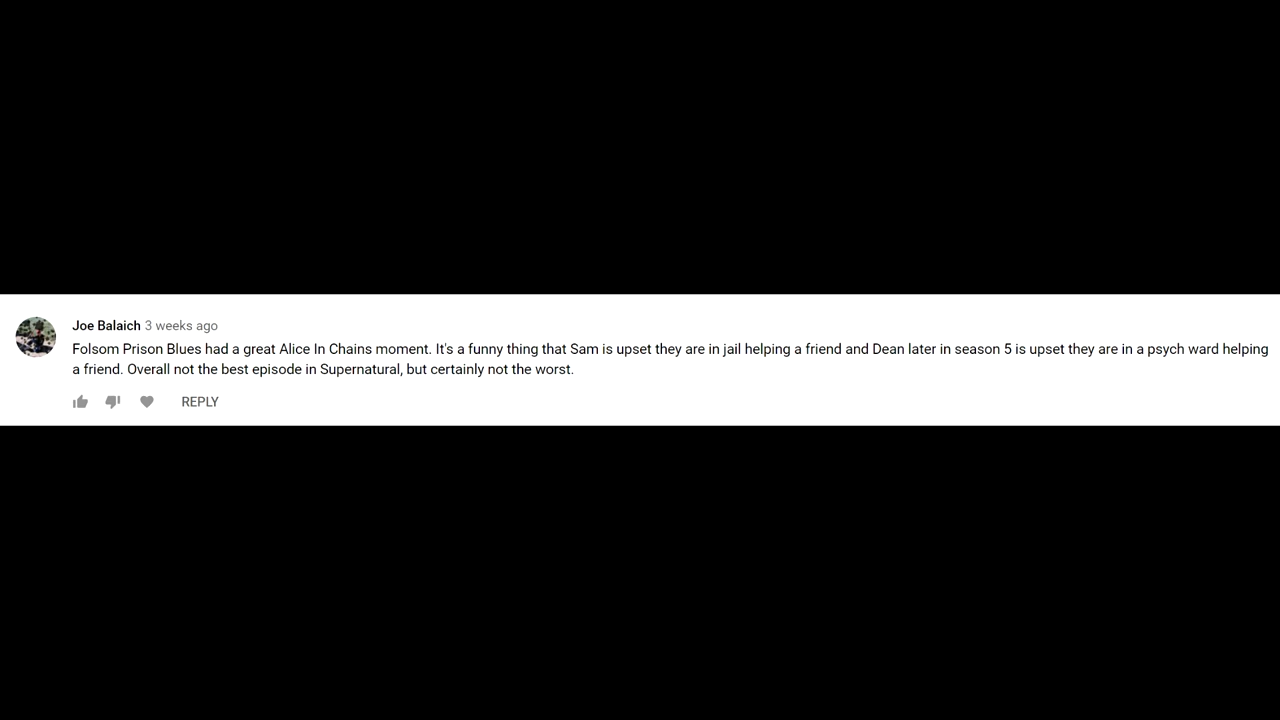 Joe Balaich 3 weeks ago
Folsom Prison Blues had a great Alice In Chains moment. It's a funny thing that Sam is upset they are in jail helping a friend and Dean later in season 5 is upset they are in a psych ward helping
a friend. Overall not the best episode in Supernatural, but certainly not the worst.
REPLY